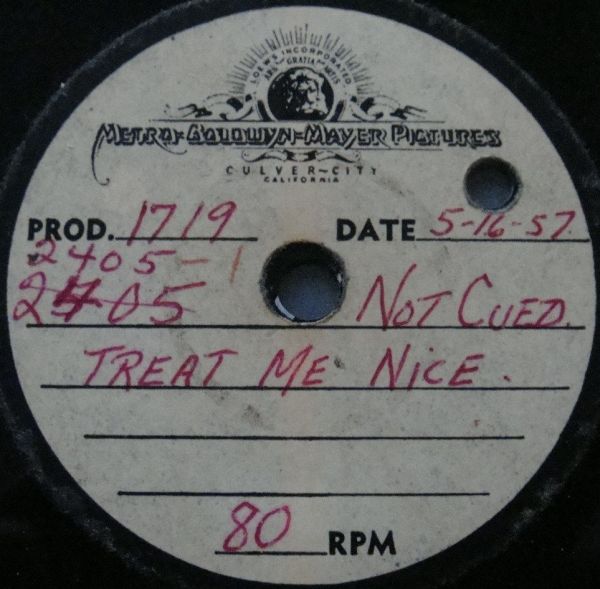 LOEW'S INCORPORATED
ARS GRATIA ARTIS
METRO-GOLDWYN-MAYER PICTURES
CULVER-CITY
CALIFORNIA
PROD. 1719 DATE 5-16-57
2405-1
2405 NOT CUED.
TREAT ME NICE.
80 RPM